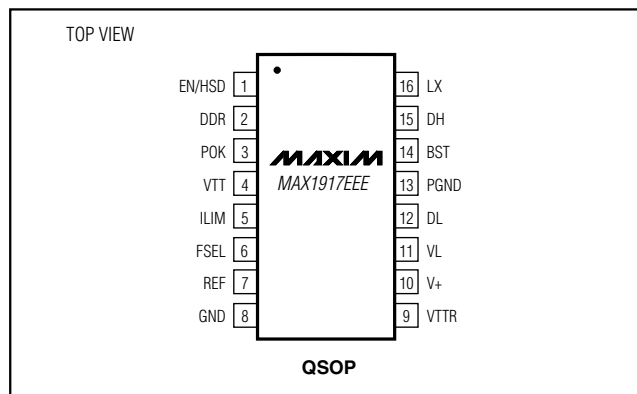 TOP VIEW
EN/HSD 1
DDR 2
POK 3
VTT 4
ILIM 5
FSEL 6
REF 7
GND 8
MAXIM
MAX1917EEE
16 LX
15 DH
14 BST
13 PGND
12 DL
11 VL
10 V+
9 VTTR
QSOP